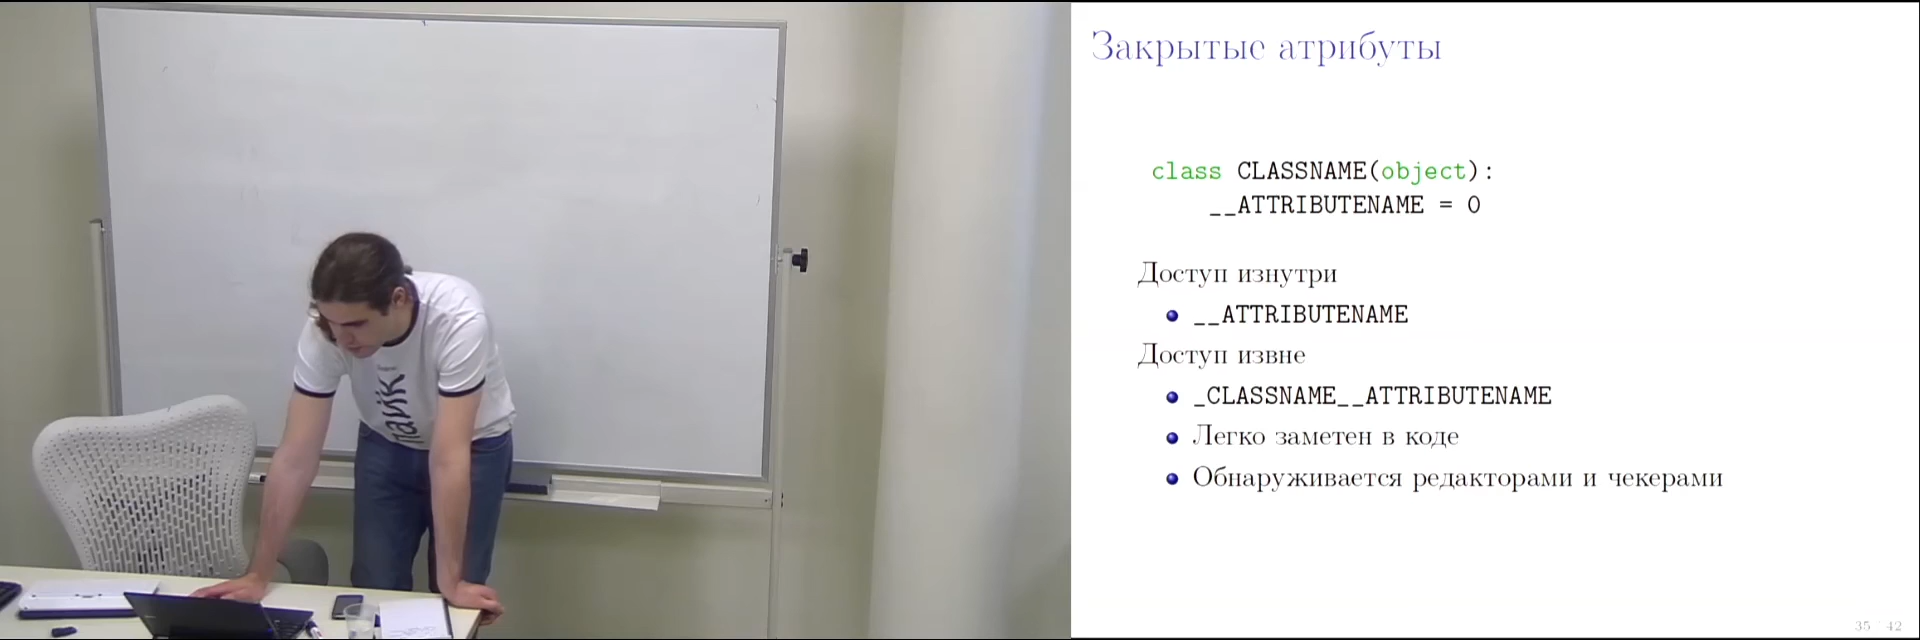 лайк
Закрытые атрибуты
class CLASSNAME(object):
__ATTRIBUTENAME = 0
Доступ изнутри
__ATTRIBUTENAME
Доступ извне
_CLASSNAME__ATTRIBUTENAME
Легко заметен в коде
Обнаруживается редакторами и чекерами
35 / 42